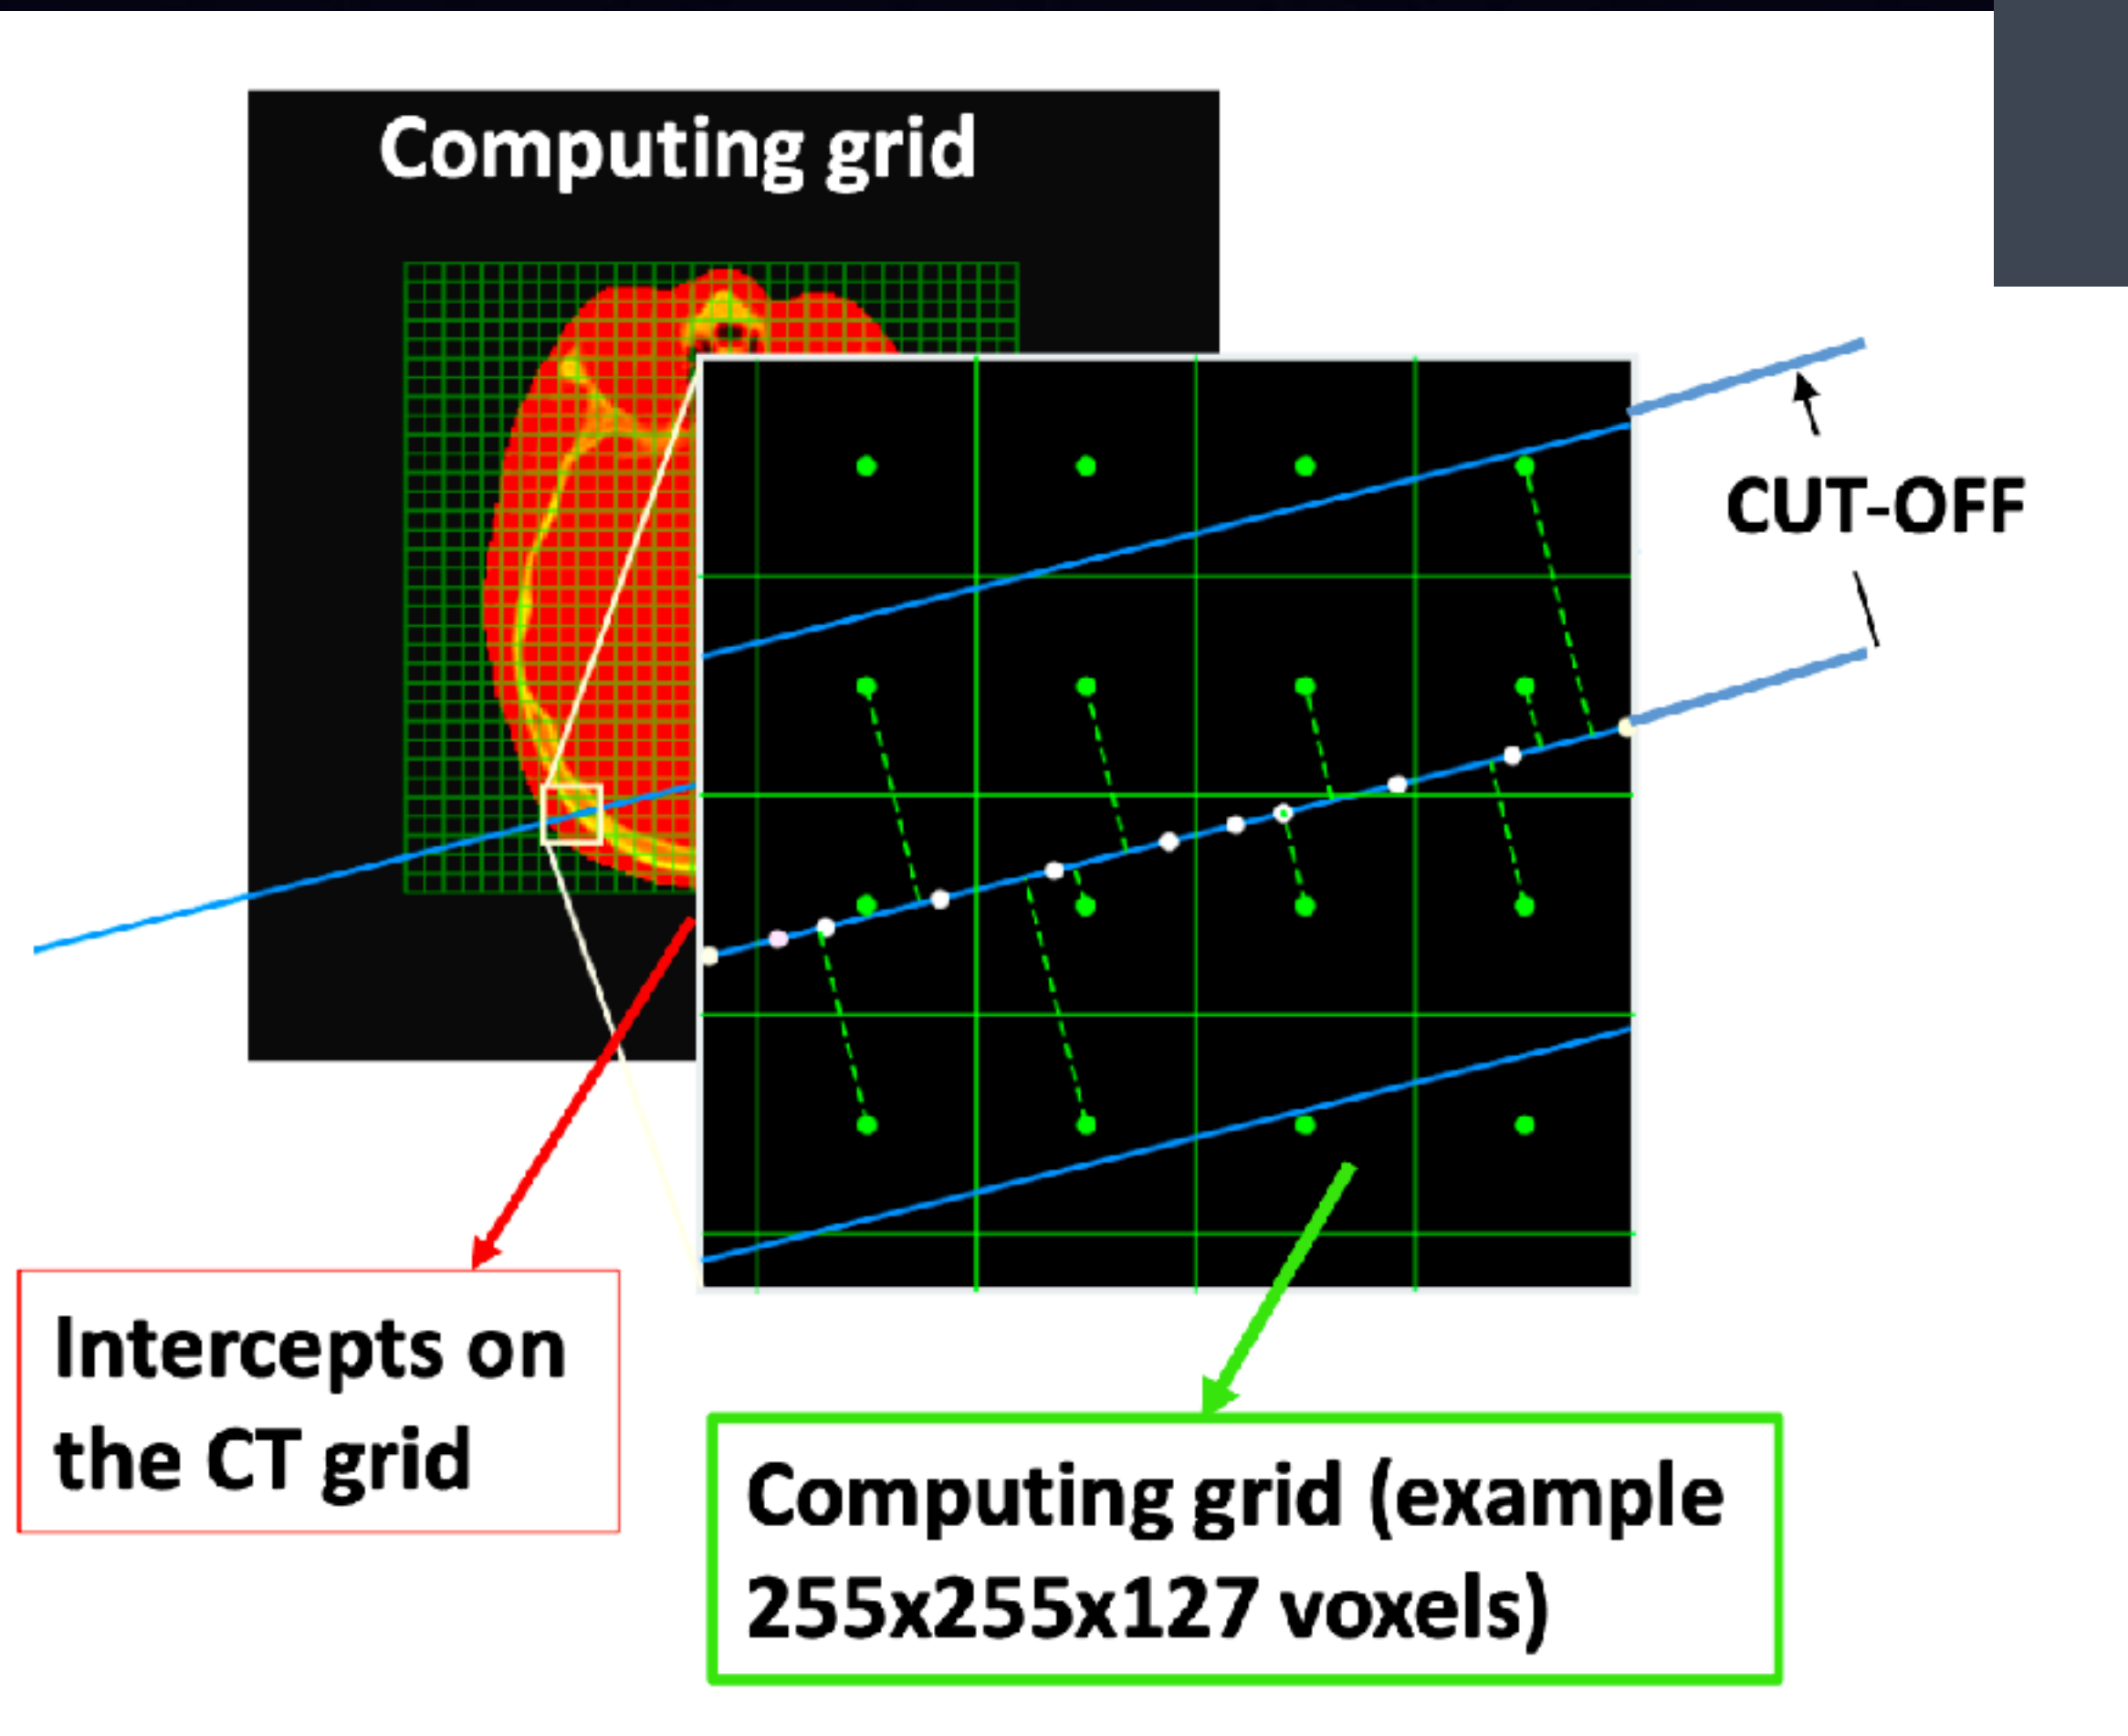 Computing grid
CUT-OFF
Intercepts on
the CT grid
Computing grid (example
255x255x127 voxels)